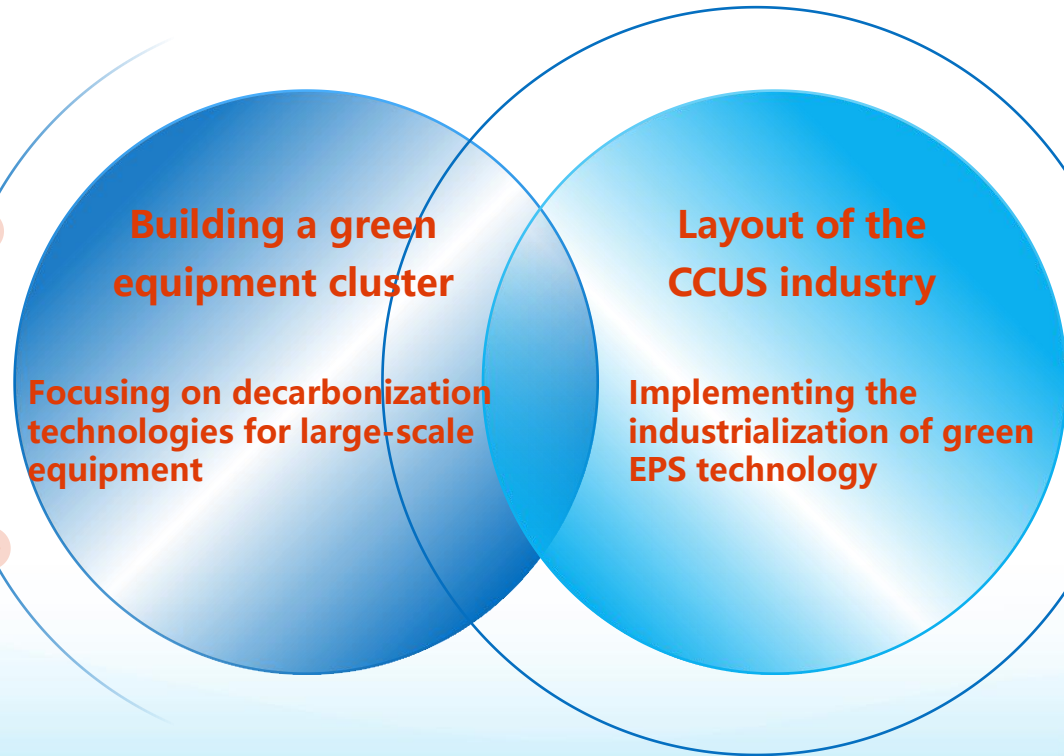 Building a green
equipment cluster
Focusing on decarbonization
technologies for large-scale
equipment
Layout of the
CCUS industry
Implementing the
industrialization of green
EPS technology